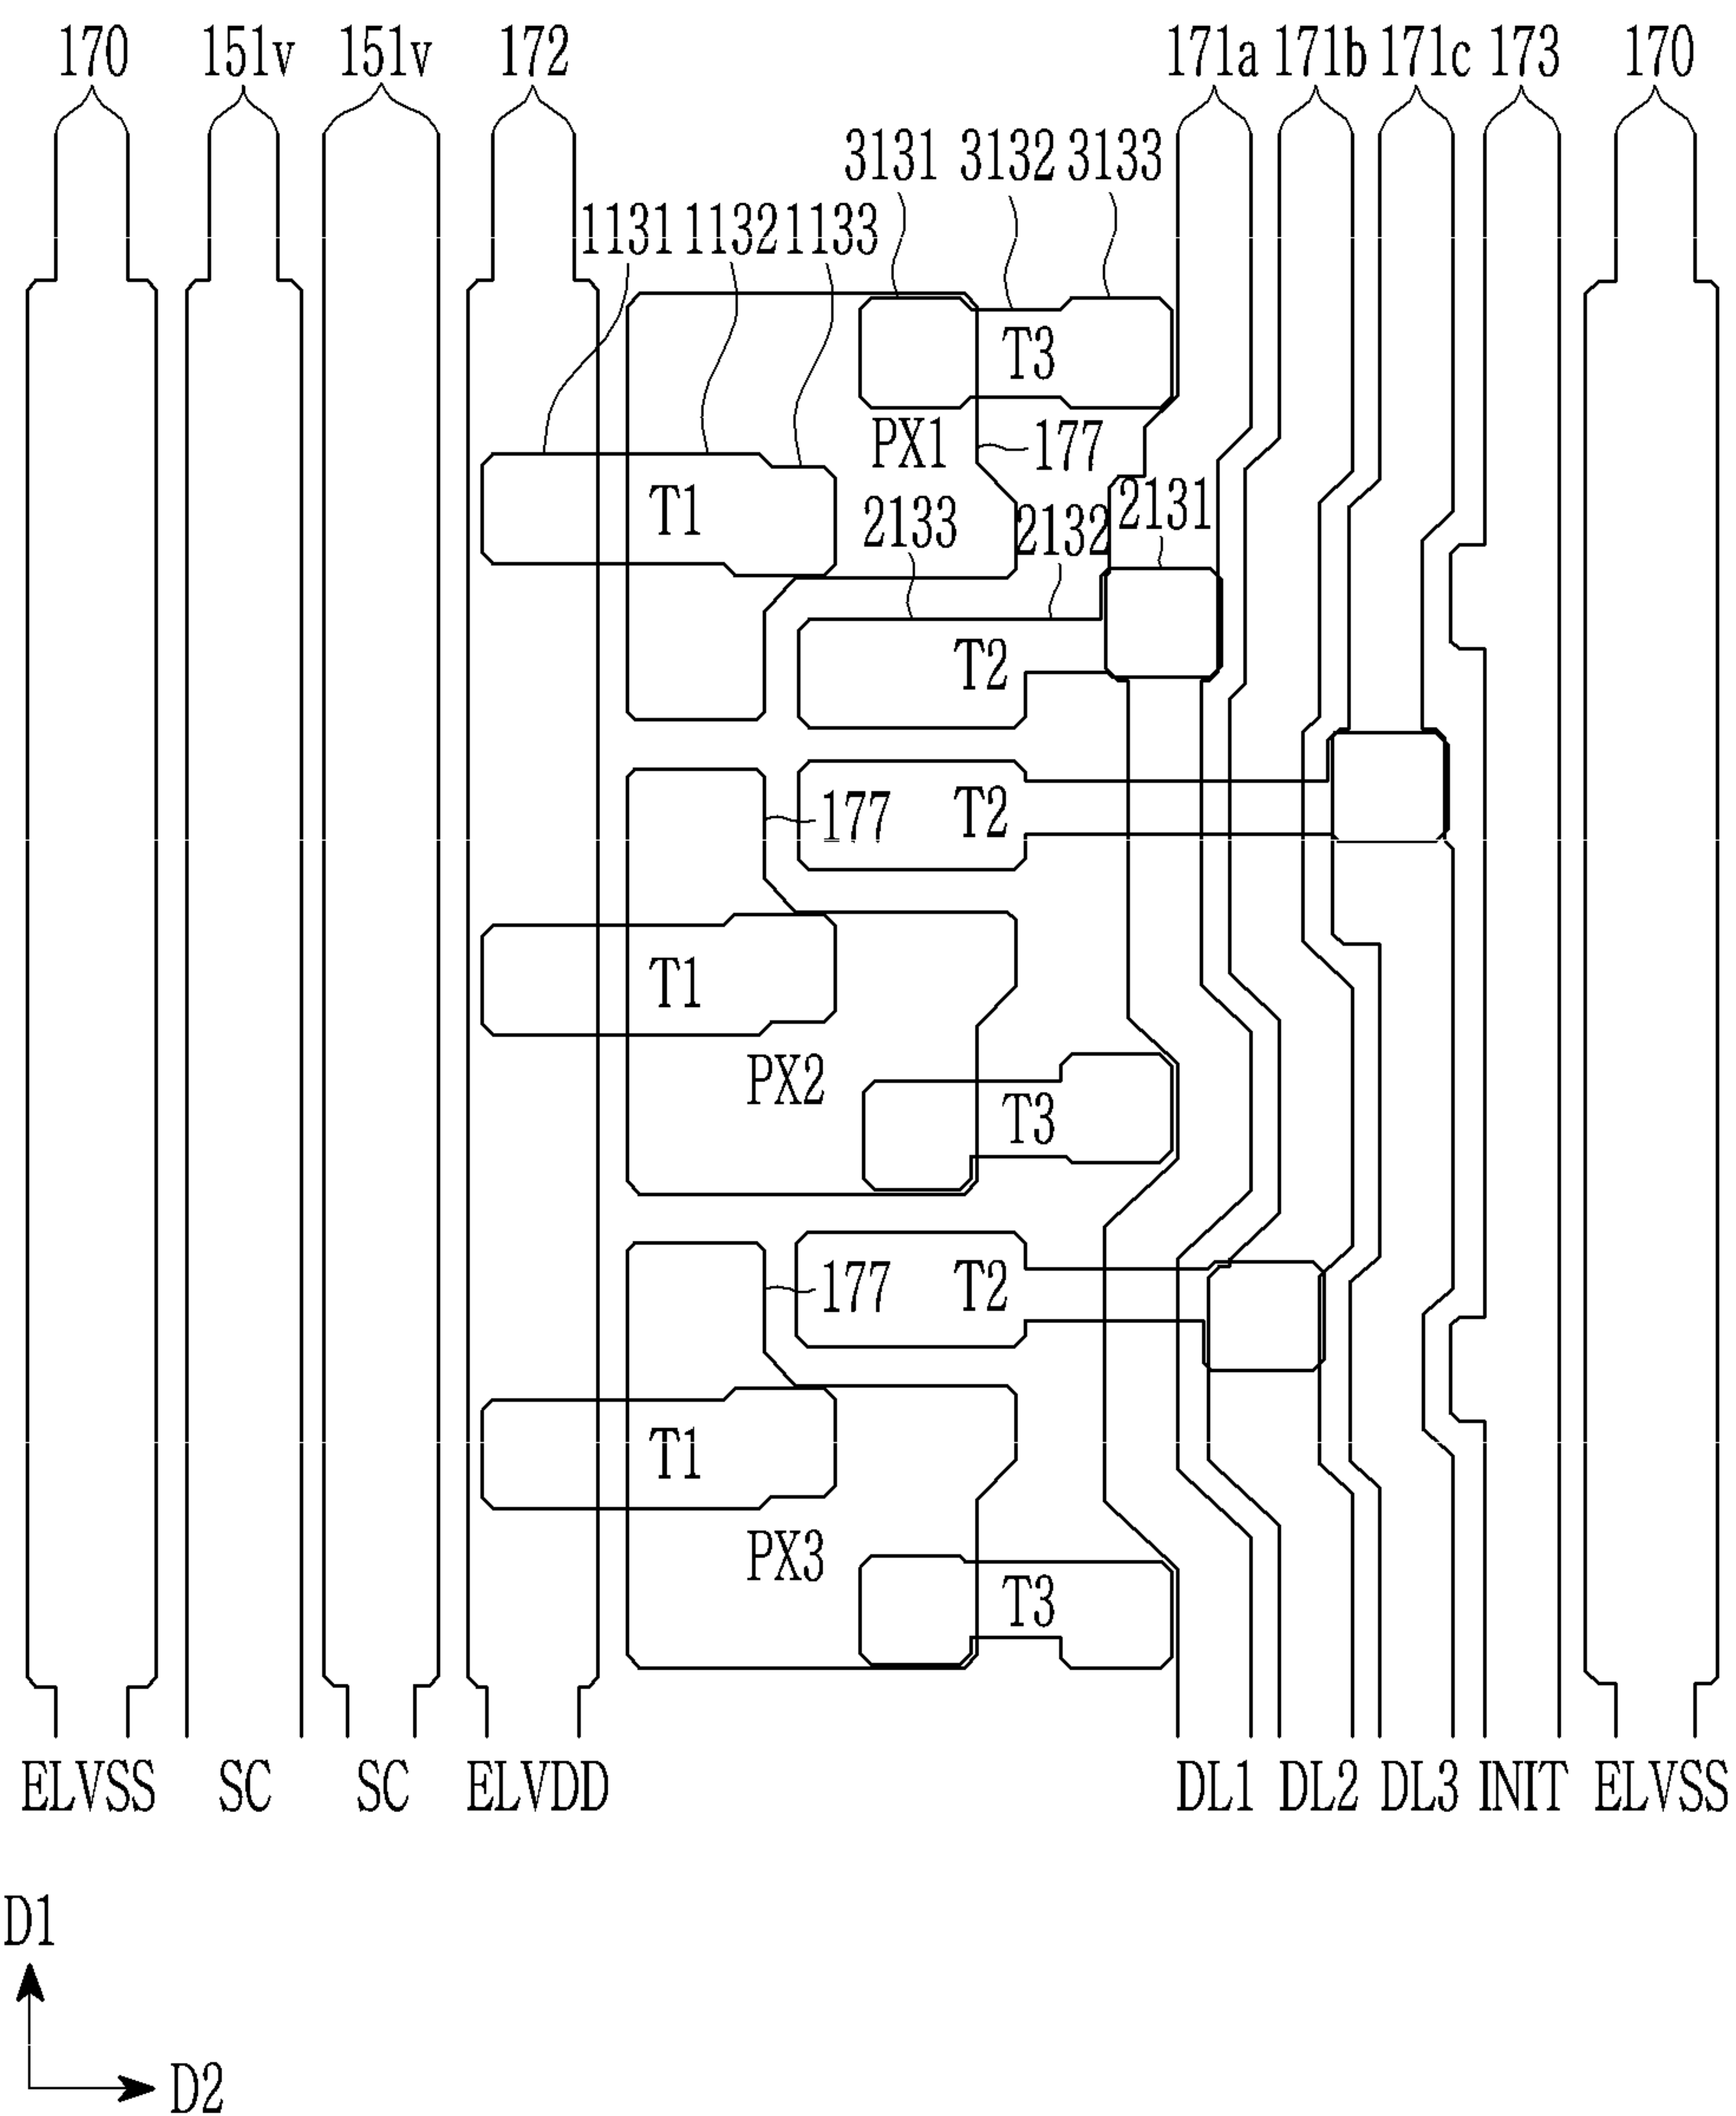 170 151v 151v 172 171a 171b 171c 173 170
3131 3132 3133
1131 1132 1133
T3
PX1 177
T1 2133 2132 2131
T2
177 T2
T1
PX2 T3
177 T2
T1
PX3 T3
ELVSS SC SC ELVDD DL1 DL2 DL3 INIT ELVSS
D1
D2